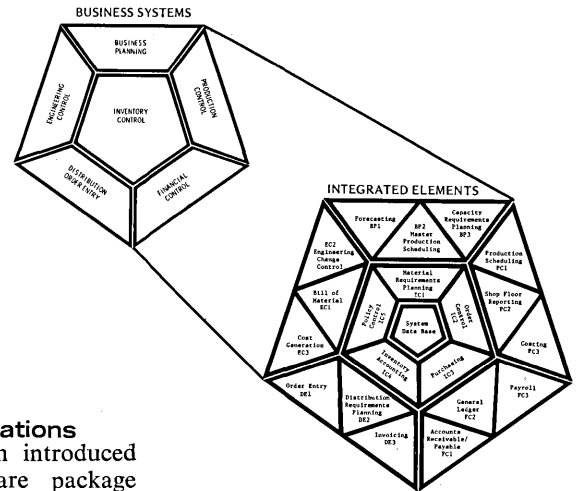 BUSINESS SYSTEMS
BUSINESS
PLANNING
ENGINEERING
CONTROL
PRODUCTION
CONTROL
INVENTORY
CONTROL
DISTRIBUTION
ORDER ENTRY
FINANCIAL
CONTROL
INTEGRATED ELEMENTS
Forecasting
BP1
BP2
Master
Production
Scheduling
Capacity
Requirements
Planning
BP3
EC2
Engineering
Change
Control
Production
Scheduling
PC1
Material
Requirements
Planning
IC1
Bill of
Material
EC1
Policy
Control
IC5
Order
Control
IC2
Shop Floor
Reporting
PC2
System
Data Base
Cost
Generation
EC3
Inventory
Accounting
IC4
Purchasing
IC3
Costing
PC3
Order Entry
DE1
Distribution
Requirements
Planning
DE2
General
Ledger
FC2
Payroll
FC3
Invoicing
DE3
Accounts
Receivable/
Payable
FC1
ations
n introduced
are package